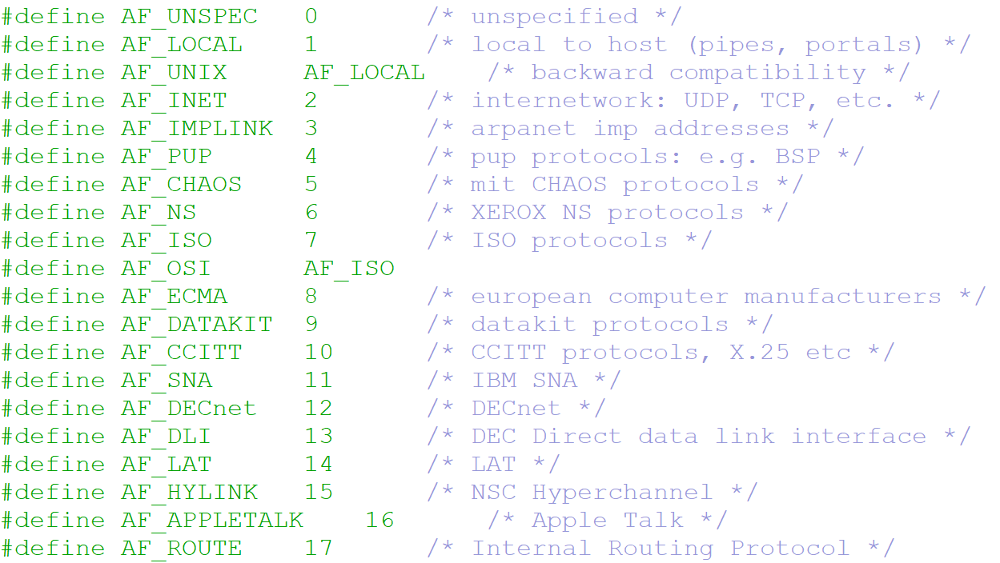 #define AF_UNSPEC   0       /* unspecified */
#define AF_LOCAL    1       /* local to host (pipes, portals) */
#define AF_UNIX     AF_LOCAL    /* backward compatibility */
#define AF_INET     2       /* internetwork: UDP, TCP, etc. */
#define AF_IMPLINK  3       /* arpanet imp addresses */
#define AF_PUP      4       /* pup protocols: e.g. BSP */
#define AF_CHAOS    5       /* mit CHAOS protocols */
#define AF_NS       6       /* XEROX NS protocols */
#define AF_ISO      7       /* ISO protocols */
#define AF_OSI      AF_ISO
#define AF_ECMA     8       /* european computer manufacturers */
#define AF_DATAKIT  9       /* datakit protocols */
#define AF_CCITT    10      /* CCITT protocols, X.25 etc */
#define AF_SNA      11      /* IBM SNA */
#define AF_DECnet   12      /* DECnet */
#define AF_DLI      13      /* DEC Direct data link interface */
#define AF_LAT      14      /* LAT */
#define AF_HYLINK   15      /* NSC Hyperchannel */
#define AF_APPLETALK    16      /* Apple Talk */
#define AF_ROUTE    17      /* Internal Routing Protocol */